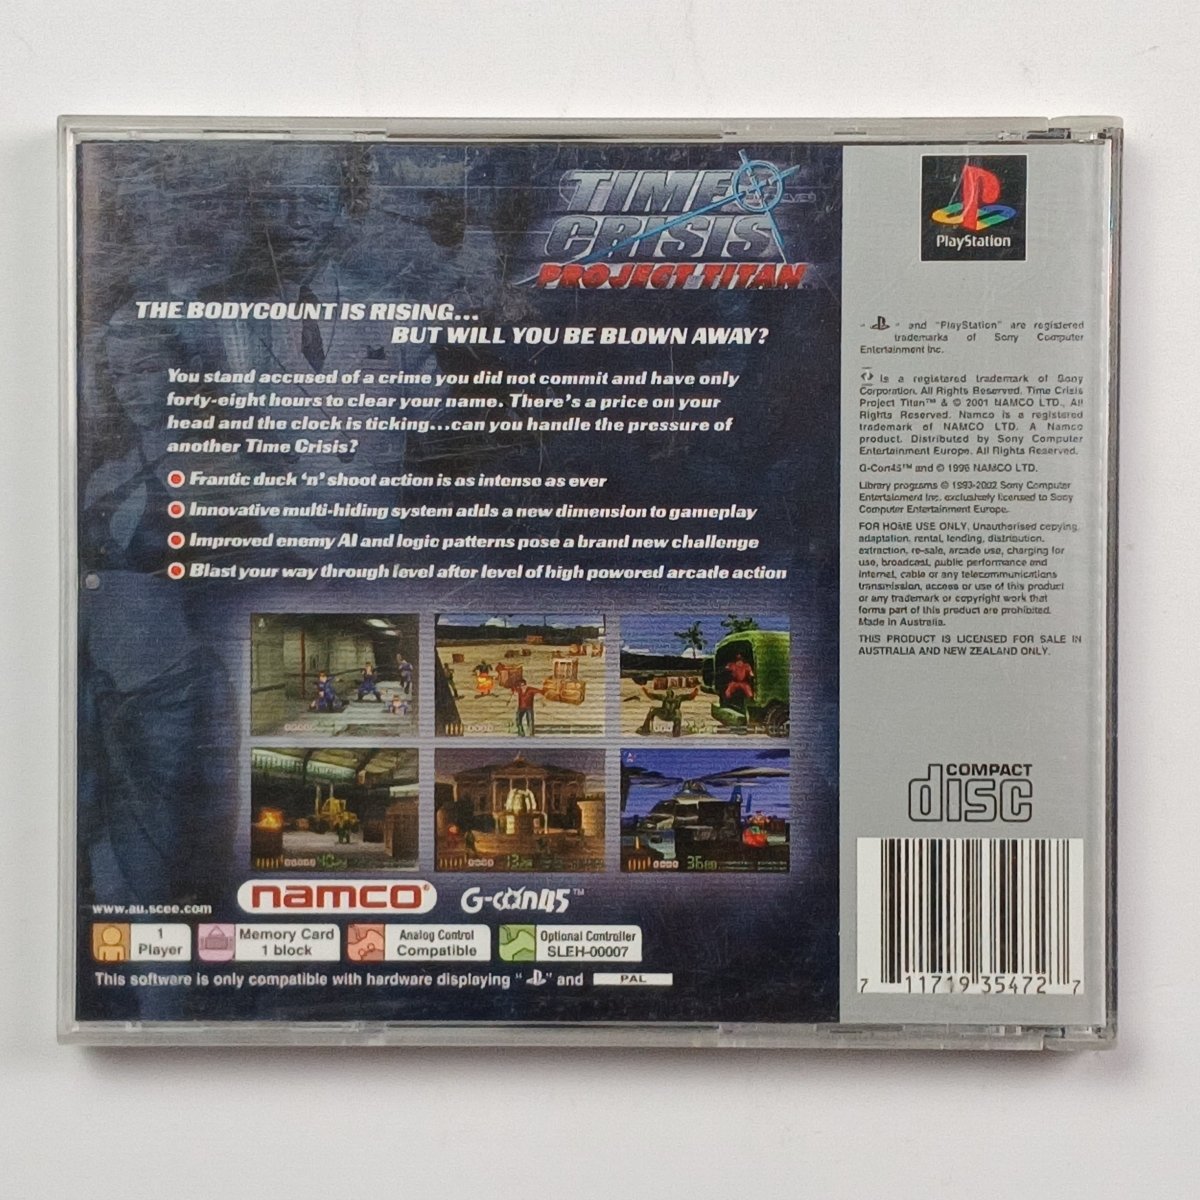 TIME
CRISIS
PROJECT TITAN
THE BODYCOUNT IS RISING...
BUT WILL YOU BE BLOWN AWAY?
You stand accused of a crime you did not commit and have only
forty-eight hours to clear your name. There's a price on your
head and the clock is ticking...can you handle the pressure of
another Time Crisis?
Frantic duck 'n' shoot action is as intense as ever
Innovative multi-hiding system adds a new dimension to gameplay
Improved enemy AI and logic patterns pose a brand new challenge
Blast your way through level after level of high powered arcade action
www.au.scee.com
namco®
G-con45™
1
Player
Memory Card
1 block
Analog Control
Compatible
Optional Controller
SLEH-00007
This software is only compatible with hardware displaying " " and PAL
PlayStation
" " and "PlayStation" are registered
trademarks of Sony Computer
Entertainment Inc.
is a registered trademark of Sony
Corporation. All Rights Reserved. Time Crisis
Project Titan™ & © 2001 NAMCO LTD., All
Rights Reserved. Namco is a registered
trademark of NAMCO LTD. A Namco
product. Distributed by Sony Computer
Entertainment Europe. All Rights Reserved.
G-Con45™ and © 1996 NAMCO LTD.
Library programs © 1993-2002 Sony Computer
Entertainment Inc. exclusively licensed to Sony
Computer Entertainment Europe.
FOR HOME USE ONLY. Unauthorised copying,
adaptation, rental, lending, distribution,
extraction, re-sale, arcade use, charging for
use, broadcast, public performance and
internet, cable or any telecommunications
transmission, access or use of this product
or any trademark or copyright work that
forms part of this product are prohibited.
Made in Australia.
THIS PRODUCT IS LICENSED FOR SALE IN
AUSTRALIA AND NEW ZEALAND ONLY.
COMPACT
disc
7 11719 35472 7